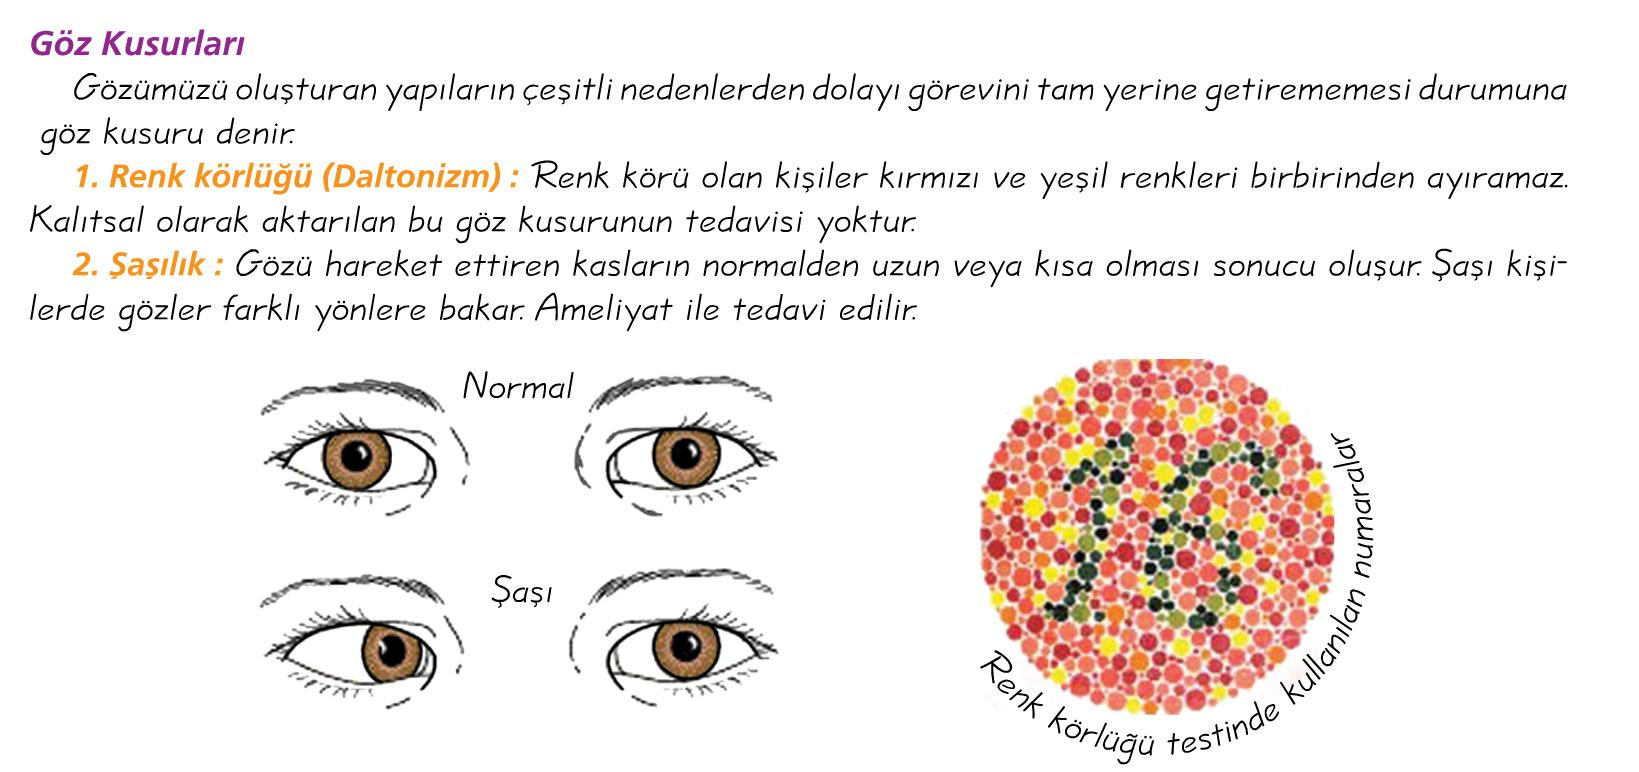 Göz Kusurları
Gözümüzü oluşturan yapıların çeşitli nedenlerden dolayı görevini tam yerine getirememesi durumuna
göz kusuru denir.
1. Renk körlüğü (Daltonizm) : Renk körü olan kişiler kırmızı ve yeşil renkleri birbirinden ayıramaz.
Kalıtsal olarak aktarılan bu göz kusurunun tedavisi yoktur.
2. Şaşılık : Gözü hareket ettiren kasların normalden uzun veya kısa olması sonucu oluşur. Şaşı kişi-
lerde gözler farklı yönlere bakar. Ameliyat ile tedavi edilir.
Normal
Şaşı
16
Renk körlüğü testinde kullanılan numaralar